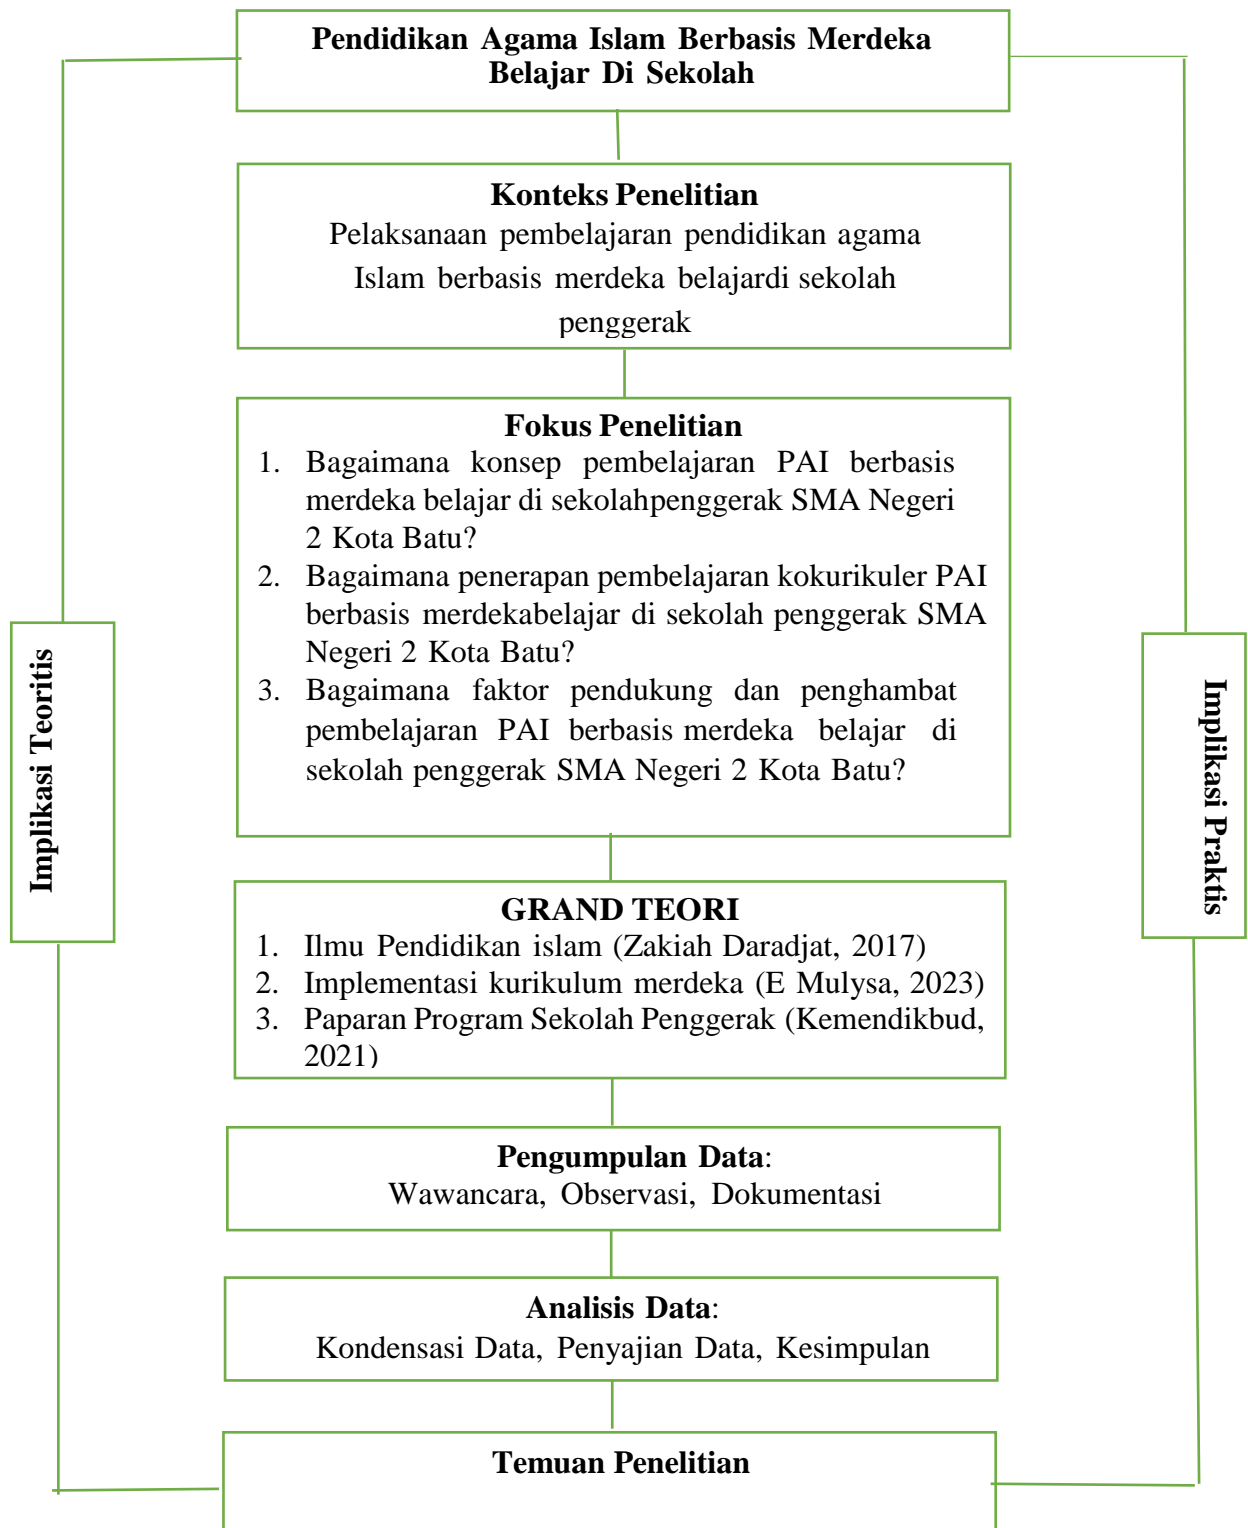 Pendidikan Agama Islam Berbasis Merdeka
Belajar Di Sekolah
Konteks Penelitian
Pelaksanaan pembelajaran pendidikan agama
Islam berbasis merdeka belajardi sekolah
penggerak
Fokus Penelitian
1. Bagaimana konsep pembelajaran PAI berbasis
merdeka belajar di sekolahpenggerak SMA Negeri
2 Kota Batu?
2. Bagaimana penerapan pembelajaran kokurikuler PAI
berbasis merdekabelajar di sekolah penggerak SMA
Negeri 2 Kota Batu?
3. Bagaimana faktor pendukung dan penghambat
pembelajaran PAI berbasis merdeka belajar di
sekolah penggerak SMA Negeri 2 Kota Batu?
Implikasi Teoritis
Implikasi Praktis
GRAND TEORI
1. Ilmu Pendidikan islam (Zakiah Daradjat, 2017)
2. Implementasi kurikulum merdeka (E Mulysa, 2023)
3. Paparan Program Sekolah Penggerak (Kemendikbud,
2021)
Pengumpulan Data:
Wawancara, Observasi, Dokumentasi
Analisis Data:
Kondensasi Data, Penyajian Data, Kesimpulan
Temuan Penelitian